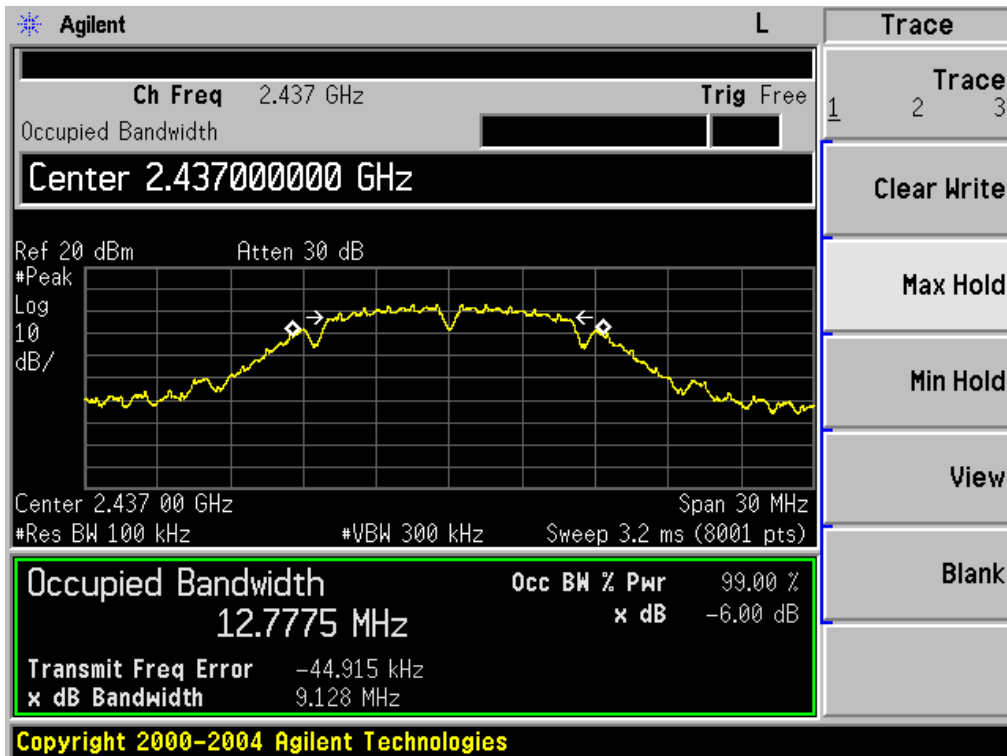 Agilent L Trace
Ch Freq 2.437 GHz Trig Free
Occupied Bandwidth
Center 2.437000000 GHz
Ref 20 dBm Atten 30 dB
#Peak
Log
10
dB/
Center 2.437 00 GHz Span 30 MHz
#Res BW 100 kHz #VBW 300 kHz Sweep 3.2 ms (8001 pts)
Occupied Bandwidth Occ BW % Pwr 99.00 %
12.7775 MHz x dB -6.00 dB
Transmit Freq Error -44.915 kHz
x dB Bandwidth 9.128 MHz
Copyright 2000-2004 Agilent Technologies
Trace
1 2 3
Clear Write
Max Hold
Min Hold
View
Blank